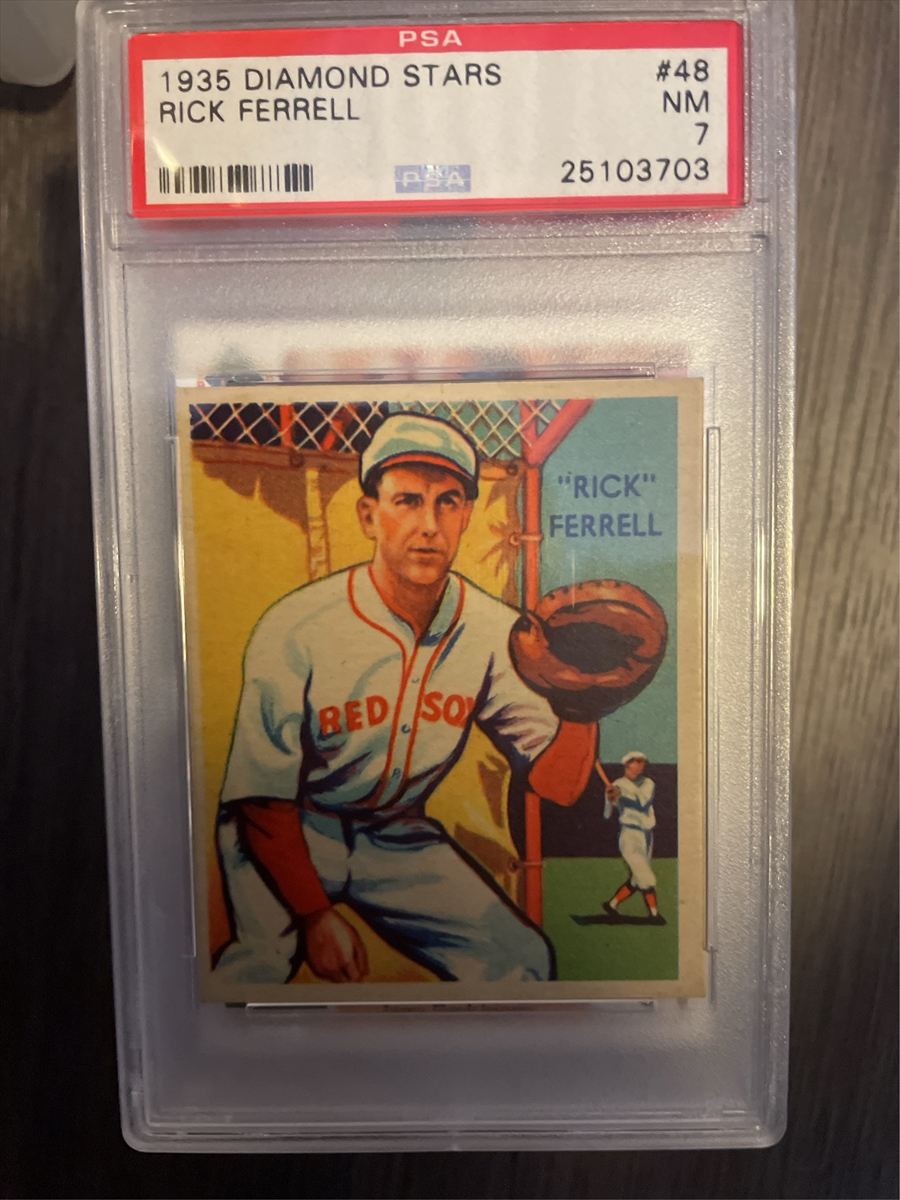 PSA
1935 DIAMOND STARS #48
RICK FERRELL NM
7
PSA 25103703
"RICK"
FERRELL
RED SOX